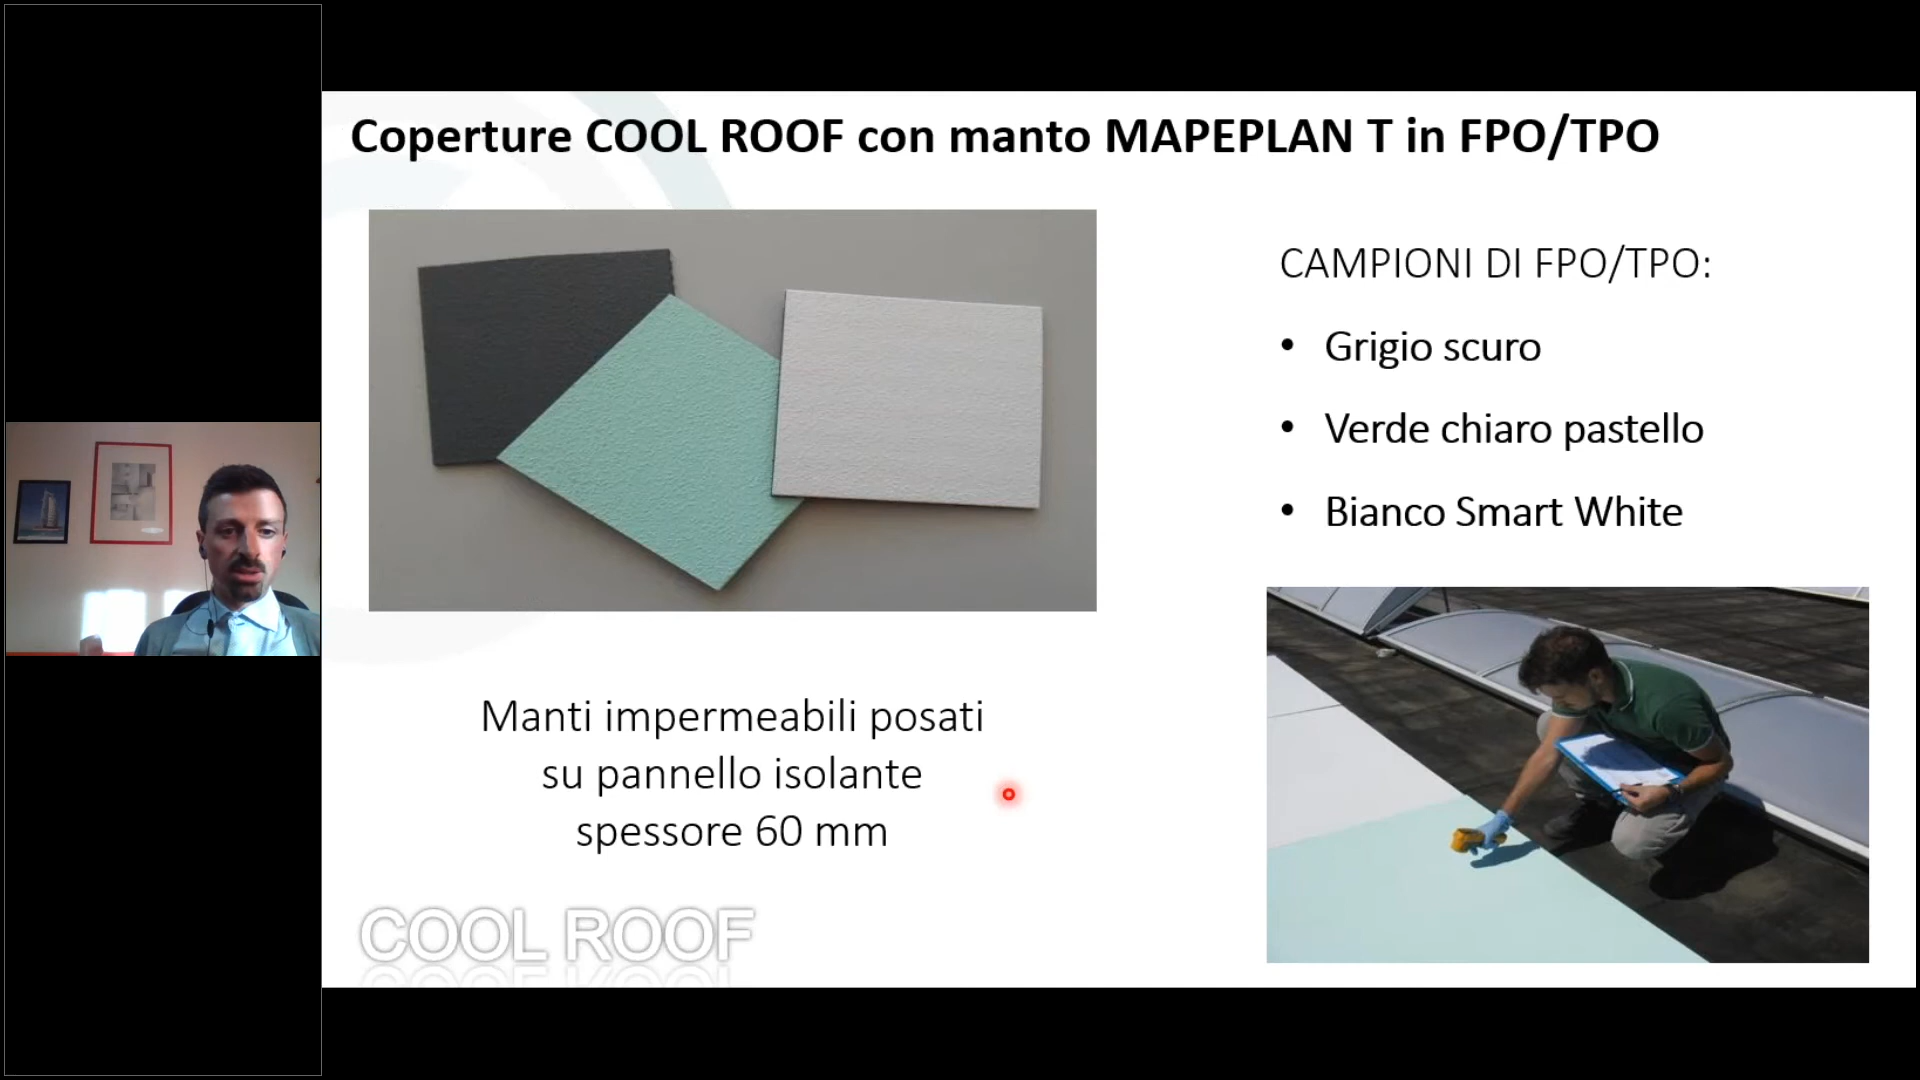 Coperture COOL ROOF con manto MAPEPLAN T in FPO/TPO
CAMPIONI DI FPO/TPO:
• Grigio scuro
• Verde chiaro pastello
• Bianco Smart White
Manti impermeabili posati
su pannello isolante
spessore 60 mm
COOL ROOF